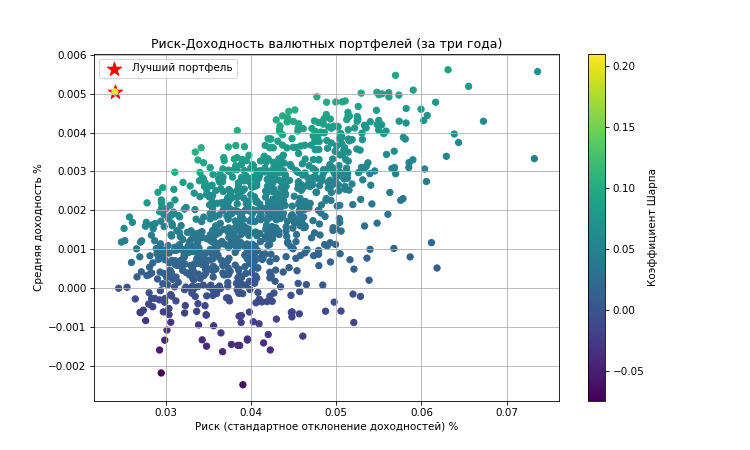 Риск-Доходность валютных портфелей (за три года)
Лучший портфель
Средняя доходность %
0.006
0.005
0.004
0.003
0.002
0.001
0.000
−0.001
−0.002
0.03 0.04 0.05 0.06 0.07
Риск (стандартное отклонение доходностей) %
0.20
0.15
0.10
0.05
0.00
−0.05
Коэффициент Шарпа